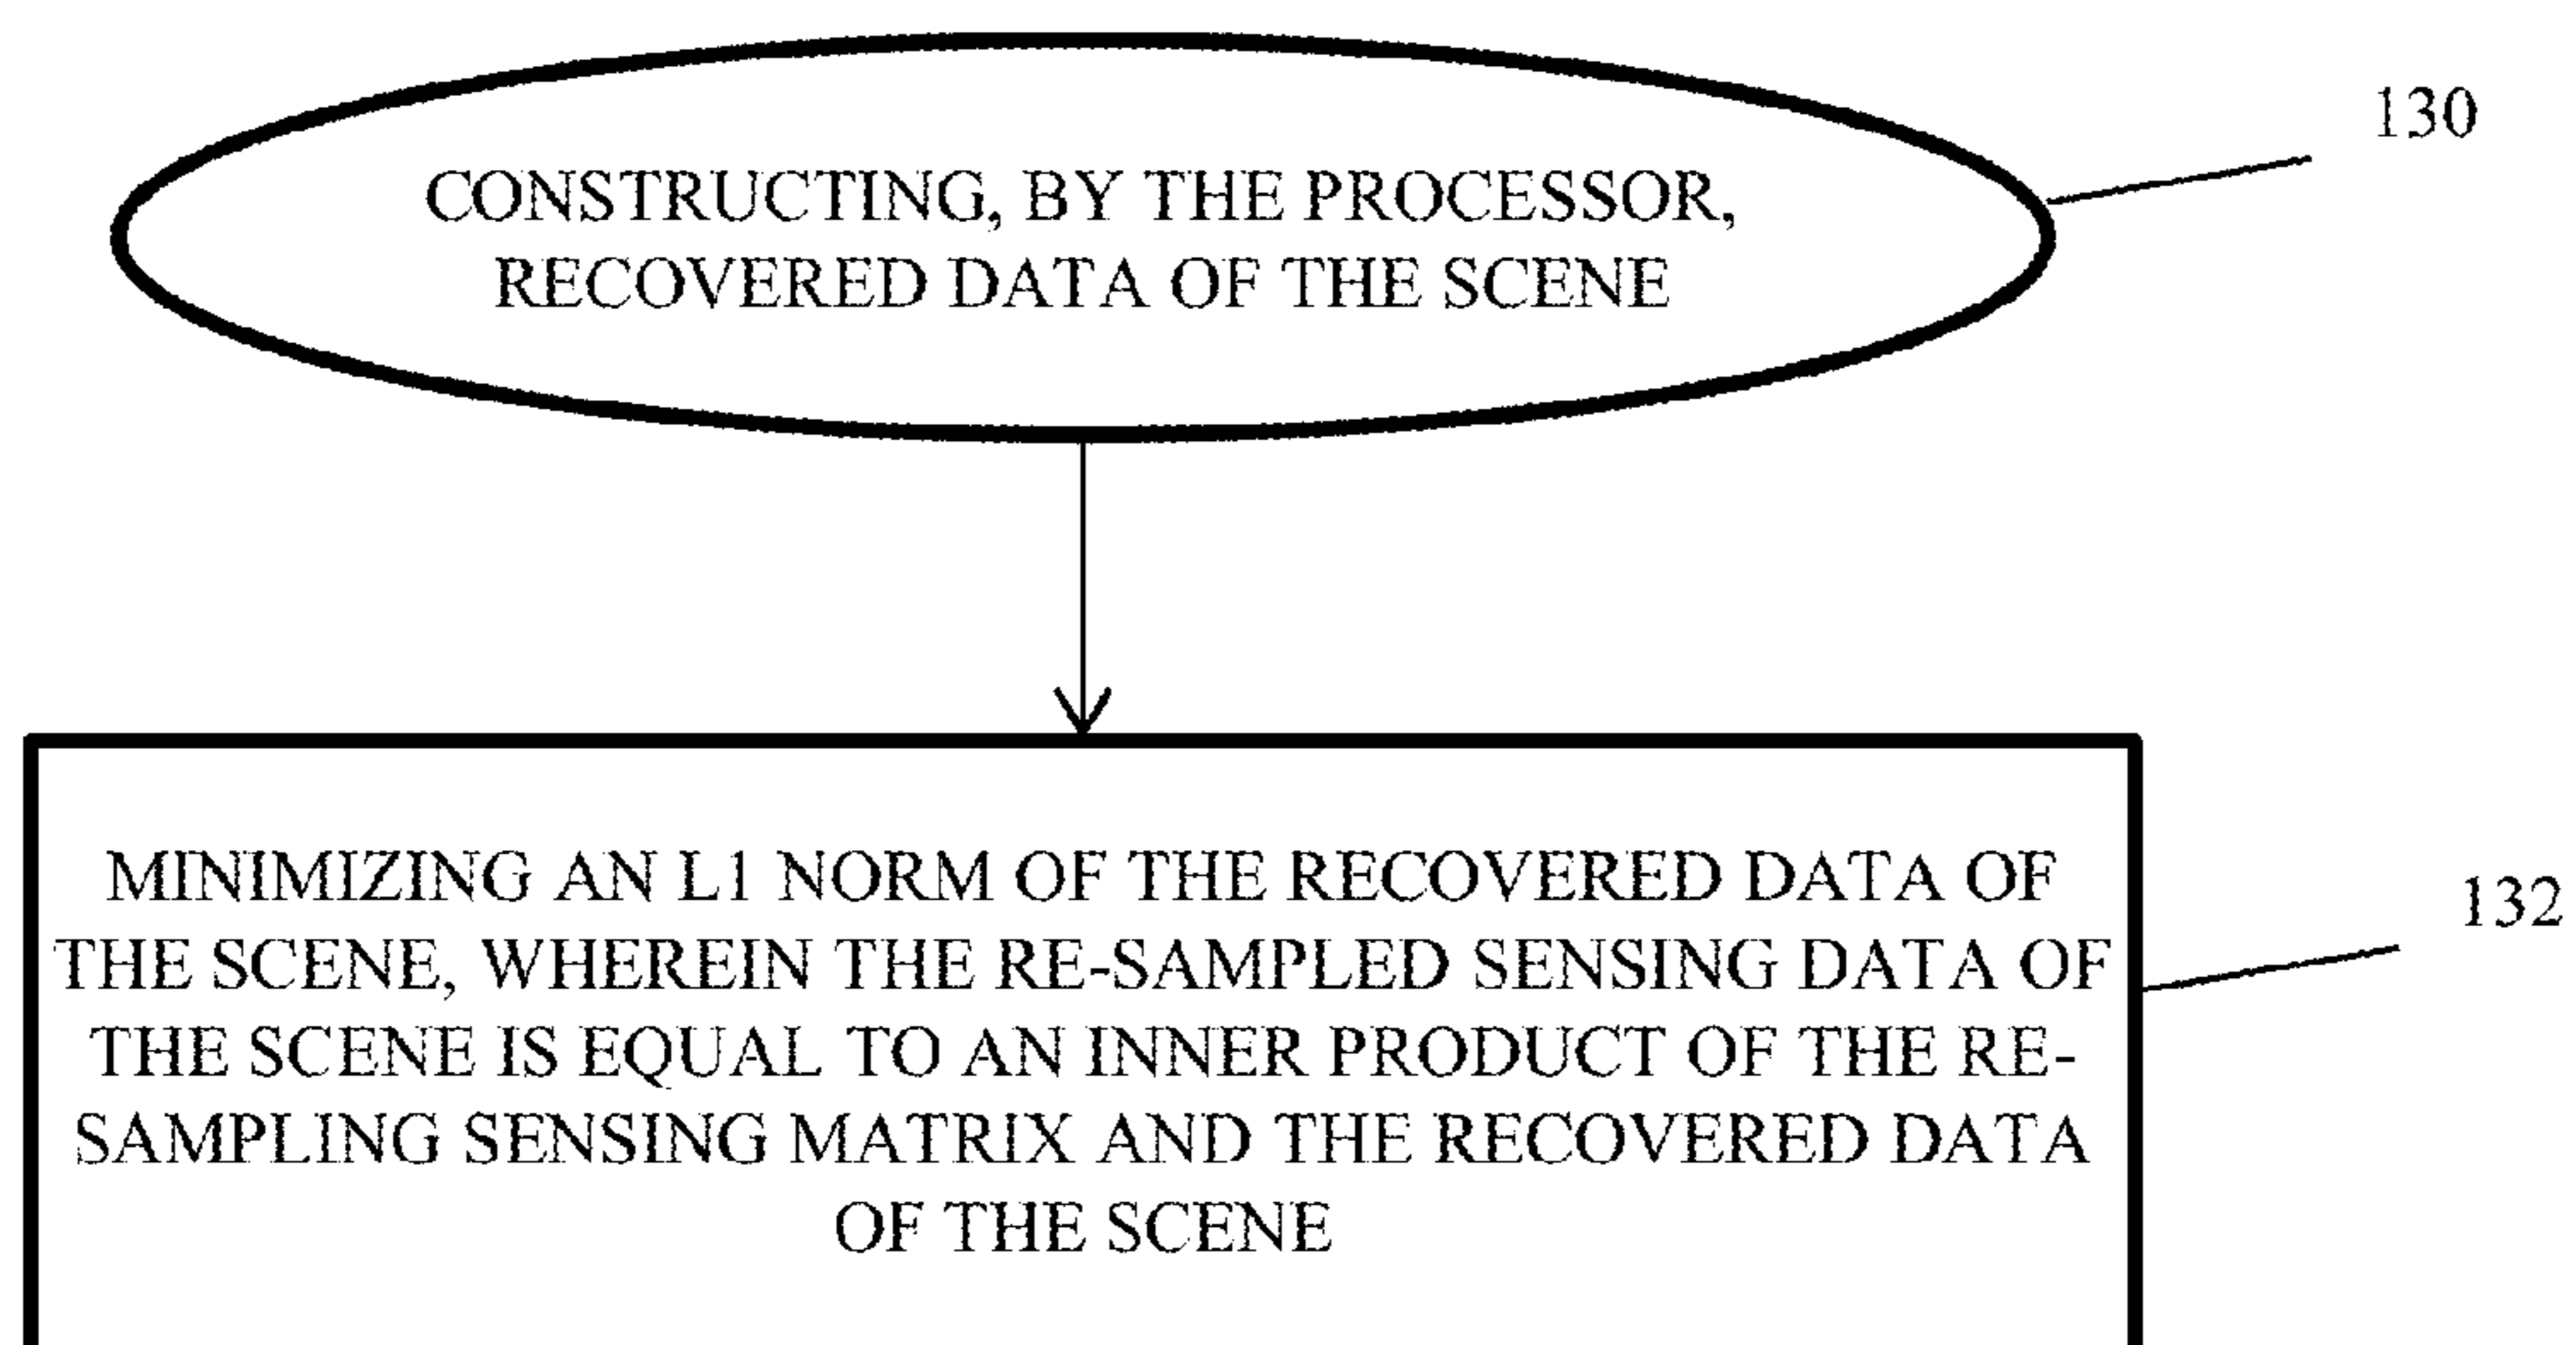 CONSTRUCTING, BY THE PROCESSOR,
RECOVERED DATA OF THE SCENE
130
MINIMIZING AN L1 NORM OF THE RECOVERED DATA OF
THE SCENE, WHEREIN THE RE-SAMPLED SENSING DATA OF
THE SCENE IS EQUAL TO AN INNER PRODUCT OF THE RE-
SAMPLING SENSING MATRIX AND THE RECOVERED DATA
OF THE SCENE
132